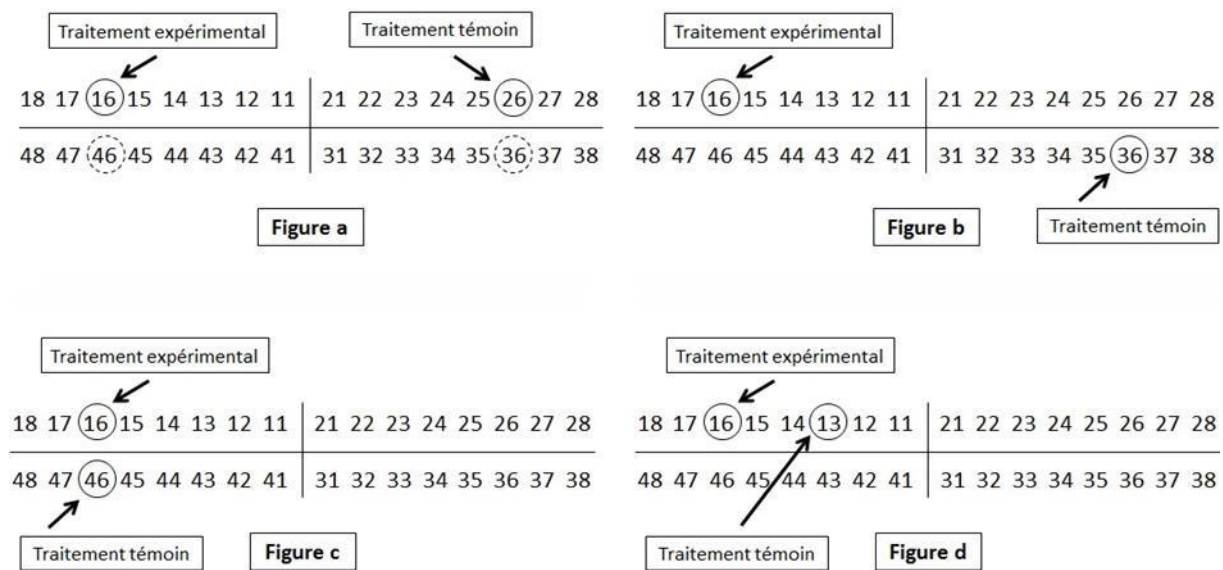 Traitement expérimental Traitement témoin
18 17 16 15 14 13 12 11 21 22 23 24 25 26 27 28
48 47 46 45 44 43 42 41 31 32 33 34 35 36 37 38
Figure a
Traitement expérimental
18 17 16 15 14 13 12 11 21 22 23 24 25 26 27 28
48 47 46 45 44 43 42 41 31 32 33 34 35 36 37 38
Figure b Traitement témoin
Traitement expérimental
18 17 16 15 14 13 12 11 21 22 23 24 25 26 27 28
48 47 46 45 44 43 42 41 31 32 33 34 35 36 37 38
Traitement témoin Figure c
Traitement expérimental
18 17 16 15 14 13 12 11 21 22 23 24 25 26 27 28
48 47 46 45 44 43 42 41 31 32 33 34 35 36 37 38
Traitement témoin Figure d